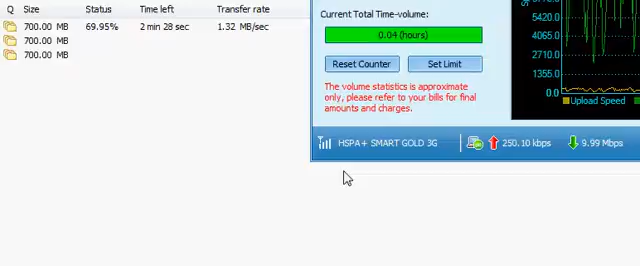 Q Size Status Time left Transfer rate
700.00 MB 69.95% 2 min 28 sec 1.32 MB/sec
700.00 MB
700.00 MB
Current Total Time-volume:
0.04 (hours)
Reset Counter Set Limit
The volume statistics is approximate
only, please refer to your bills for final
amounts and charges.
HSPA+ SMART GOLD 3G 250.10 kbps 9.99 Mbps
5420.0
4065.0
2710.0
1355.0
0.0
Upload Speed